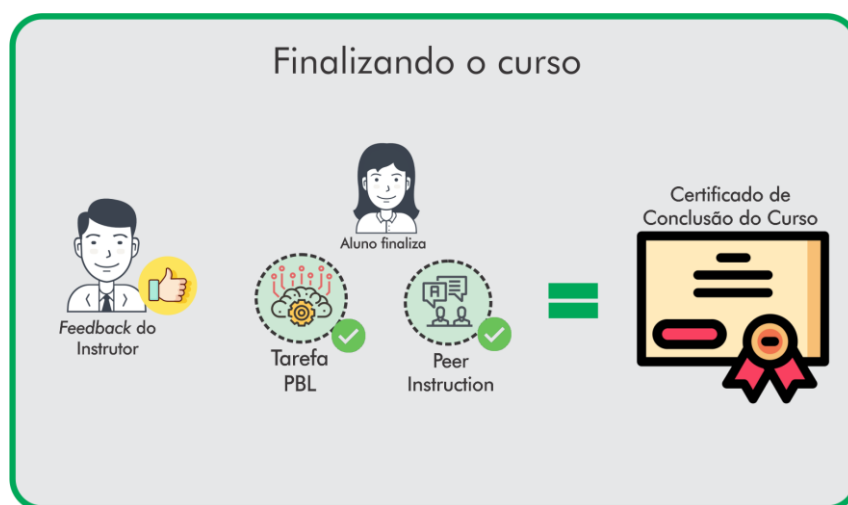 Finalizando o curso
Feedback do
Instrutor
Aluno finaliza
Tarefa
PBL
Peer
Instruction
Certificado de
Conclusão do Curso